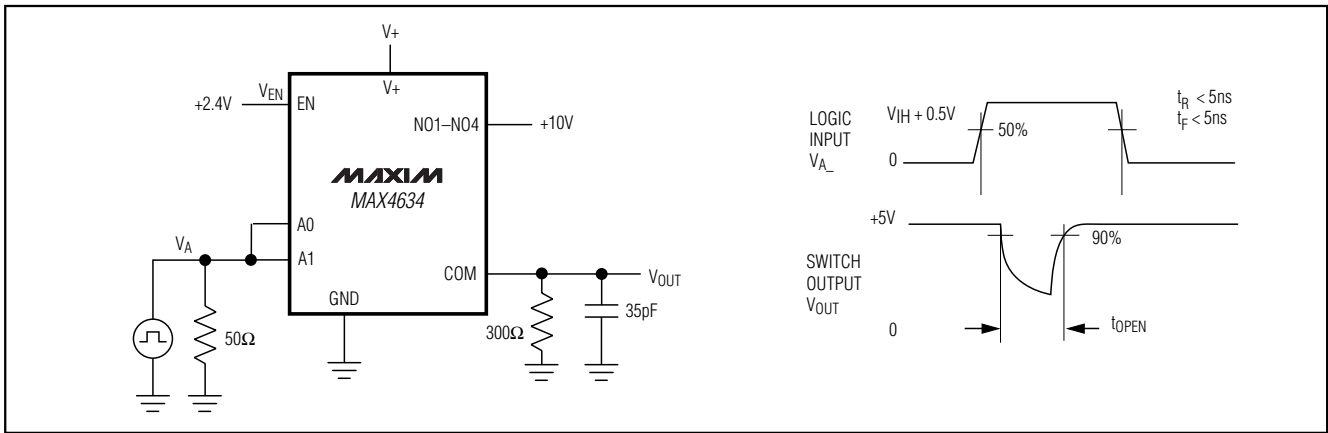 V+
V+
+2.4V
VEN
EN
NO1–NO4
+10V
MAXIM
MAX4634
A0
VA
A1
COM
VOUT
GND
50Ω
300Ω
35pF
LOGIC
INPUT
VA_
VIH + 0.5V
0
50%
tR < 5ns
tF < 5ns
+5V
90%
SWITCH
OUTPUT
VOUT
0
tOPEN